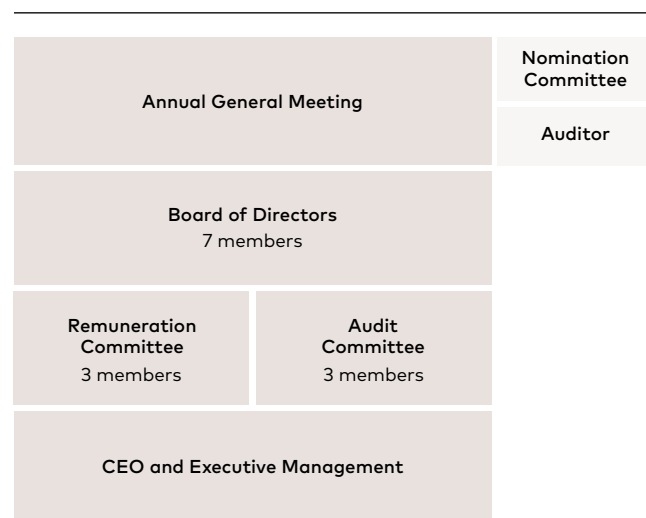 Annual General Meeting
Nomination
Committee
Auditor
Board of Directors
7 members
Remuneration
Committee
3 members
Audit
Committee
3 members
CEO and Executive Management